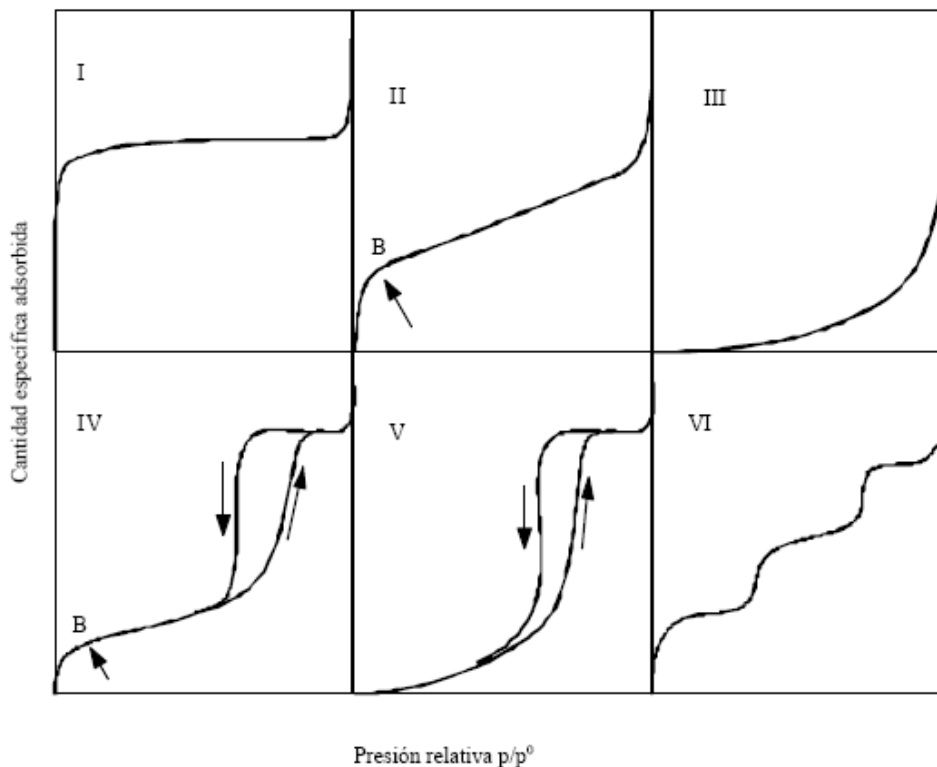 I
II
III
B
Cantidad específica adsorbida
IV
V
VI
B
Presión relativa p/p⁰